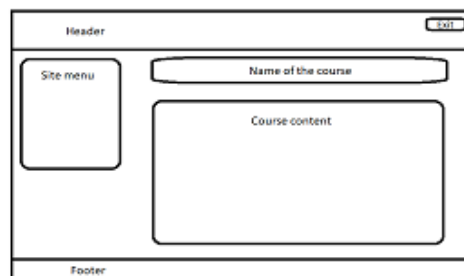 Header
Exit
Site menu
Name of the course
Course content
Footer